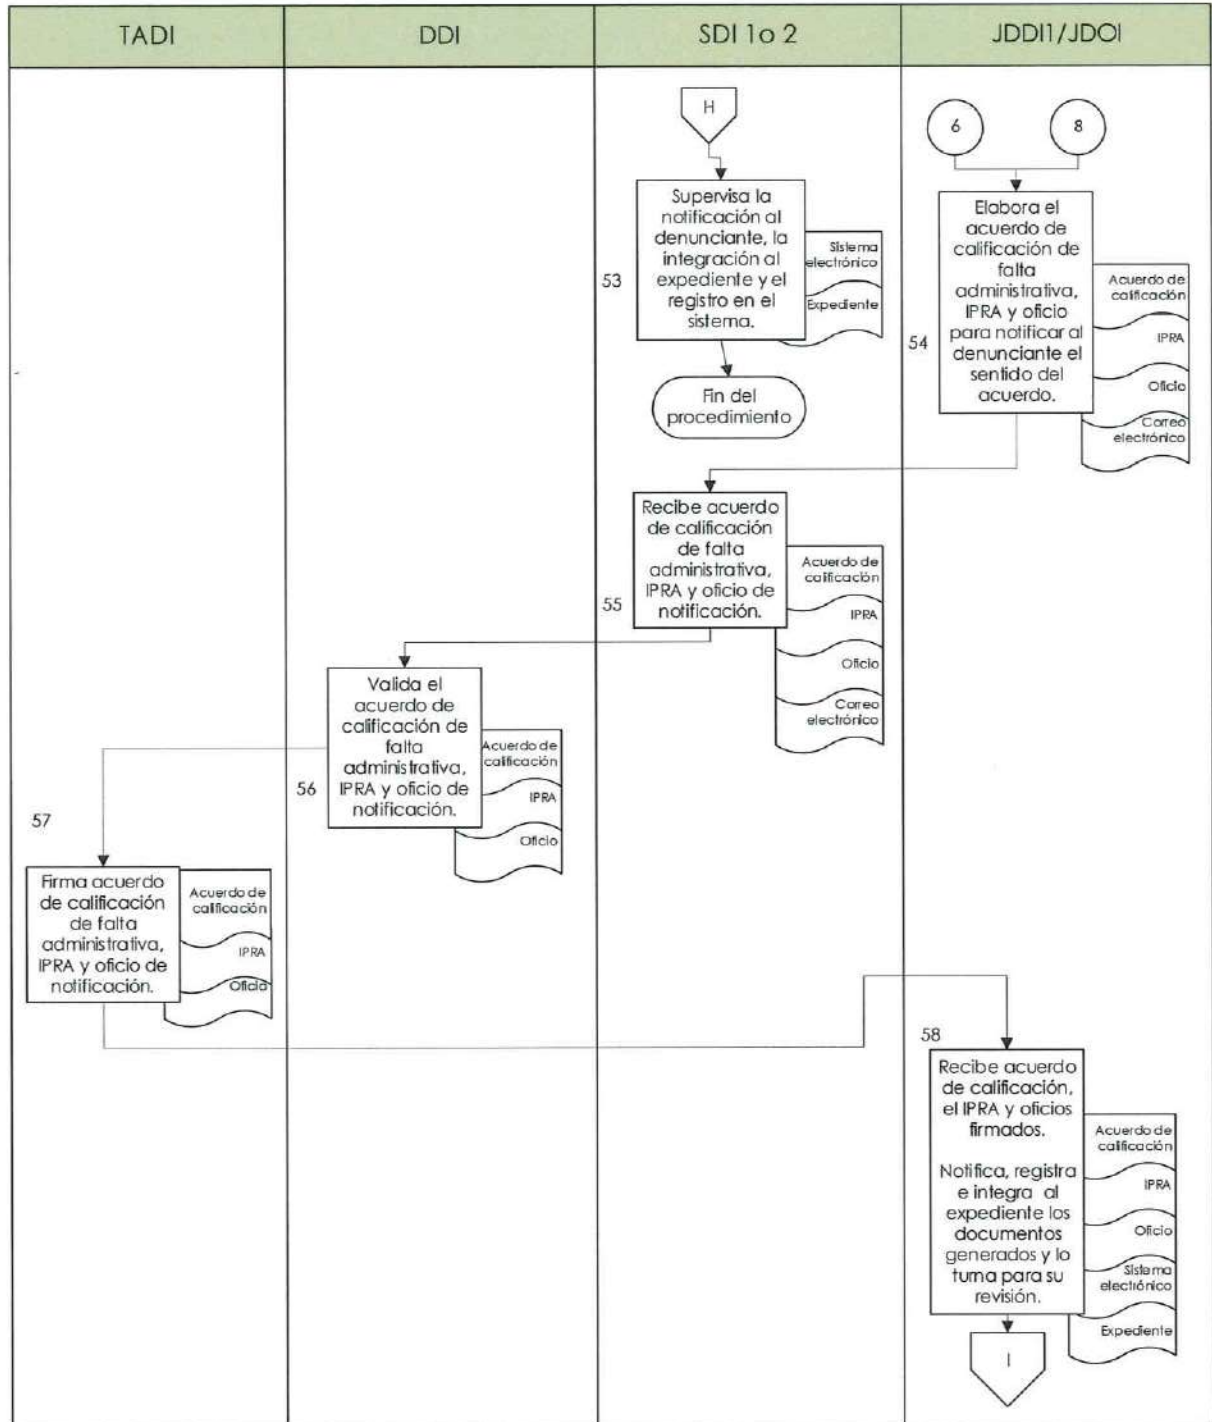 TADI
DDI
SDI 1o 2
JDDI1/JDOI
H
6
8
Supervisa la
notificación al
denunciante, la
integración al
expediente y el
registro en el
sistema.
Sistema
electrónico
Expediente
53
Fin del
procedimiento
Elabora el
acuerdo de
calificación de
falta
administrativa,
IPRA y oficio
para notificar al
denunciante el
sentido del
acuerdo.
Acuerdo de
calificación
IPRA
Oficio
Correo
electrónico
54
Recibe acuerdo
de calificación
de falta
administrativa,
IPRA y oficio de
notificación.
Acuerdo de
calificación
IPRA
Oficio
Correo
electrónico
55
Valida el
acuerdo de
calificación de
falta
administrativa,
IPRA y oficio de
notificación.
Acuerdo de
calificación
IPRA
Oficio
56
57
Firma acuerdo
de calificación
de falta
administrativa,
IPRA y oficio de
notificación.
Acuerdo de
calificación
IPRA
Oficio
58
Recibe acuerdo
de calificación,
el IPRA y oficios
firmados.
Notifica, registra
e integra al
expediente los
documentos
generados y lo
turna para su
revisión.
Acuerdo de
calificación
IPRA
Oficio
Sistema
electrónico
Expediente
I